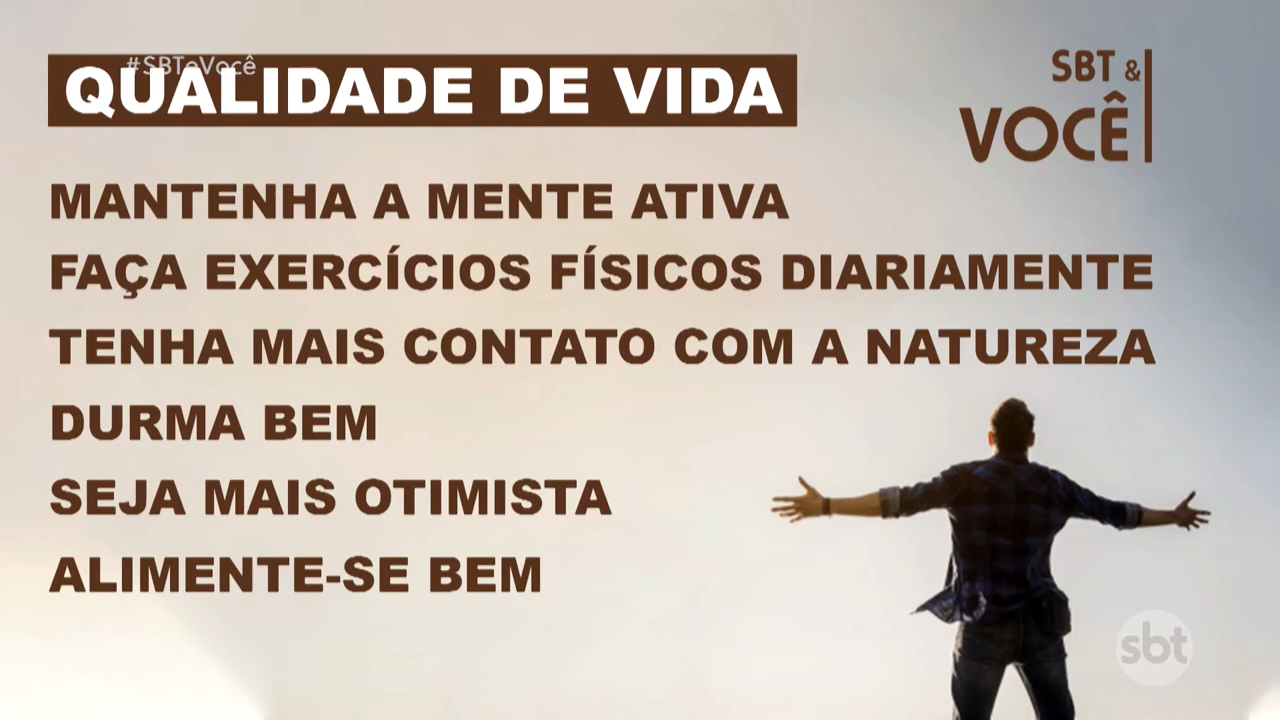 #SBTeVocê
QUALIDADE DE VIDA
SBT &
VOCÊ
MANTENHA A MENTE ATIVA
FAÇA EXERCÍCIOS FÍSICOS DIARIAMENTE
TENHA MAIS CONTATO COM A NATUREZA
DURMA BEM
SEJA MAIS OTIMISTA
ALIMENTE-SE BEM
sbt